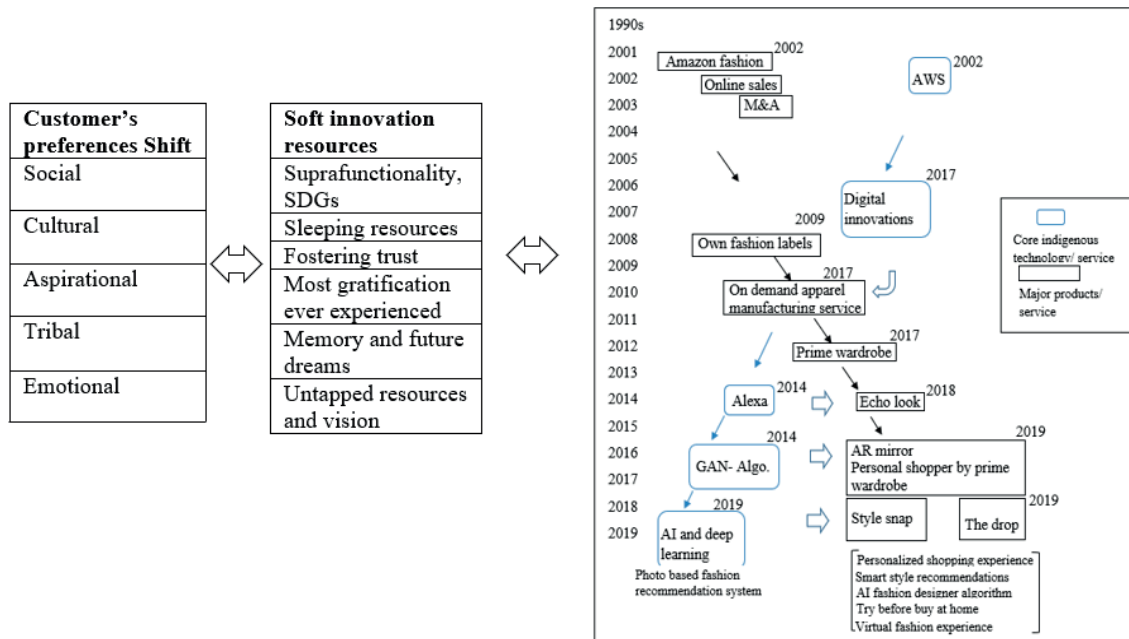 Customer's
preferences Shift
Social
Cultural
Aspirational
Tribal
Emotional
Soft innovation
resources
Suprafunctionality,
SDGs
Sleeping resources
Fostering trust
Most gratification
ever experienced
Memory and future
dreams
Untapped resources
and vision
1990s
2001
2002
2003
2004
2005
2006
2007
2008
2009
2010
2011
2012
2013
2014
2015
2016
2017
2018
2019
Amazon fashion
2002
Online sales
M&A
AWS
2002
Digital
innovations
2017
Own fashion labels
2009
On demand apparel
manufacturing service
2017
Prime wardrobe
2017
Alexa
2014
Echo look
2018
GAN- Algo.
2014
AR mirror
Personal shopper by prime
wardrobe
2019
AI and deep
learning
2019
Photo based fashion
recommendation system
Style snap
The drop
2019
Personalized shopping experience
Smart style recommendations
AI fashion designer algorithm
Try before buy at home
Virtual fashion experience
Core indigenous
technology/ service
Major products/
service